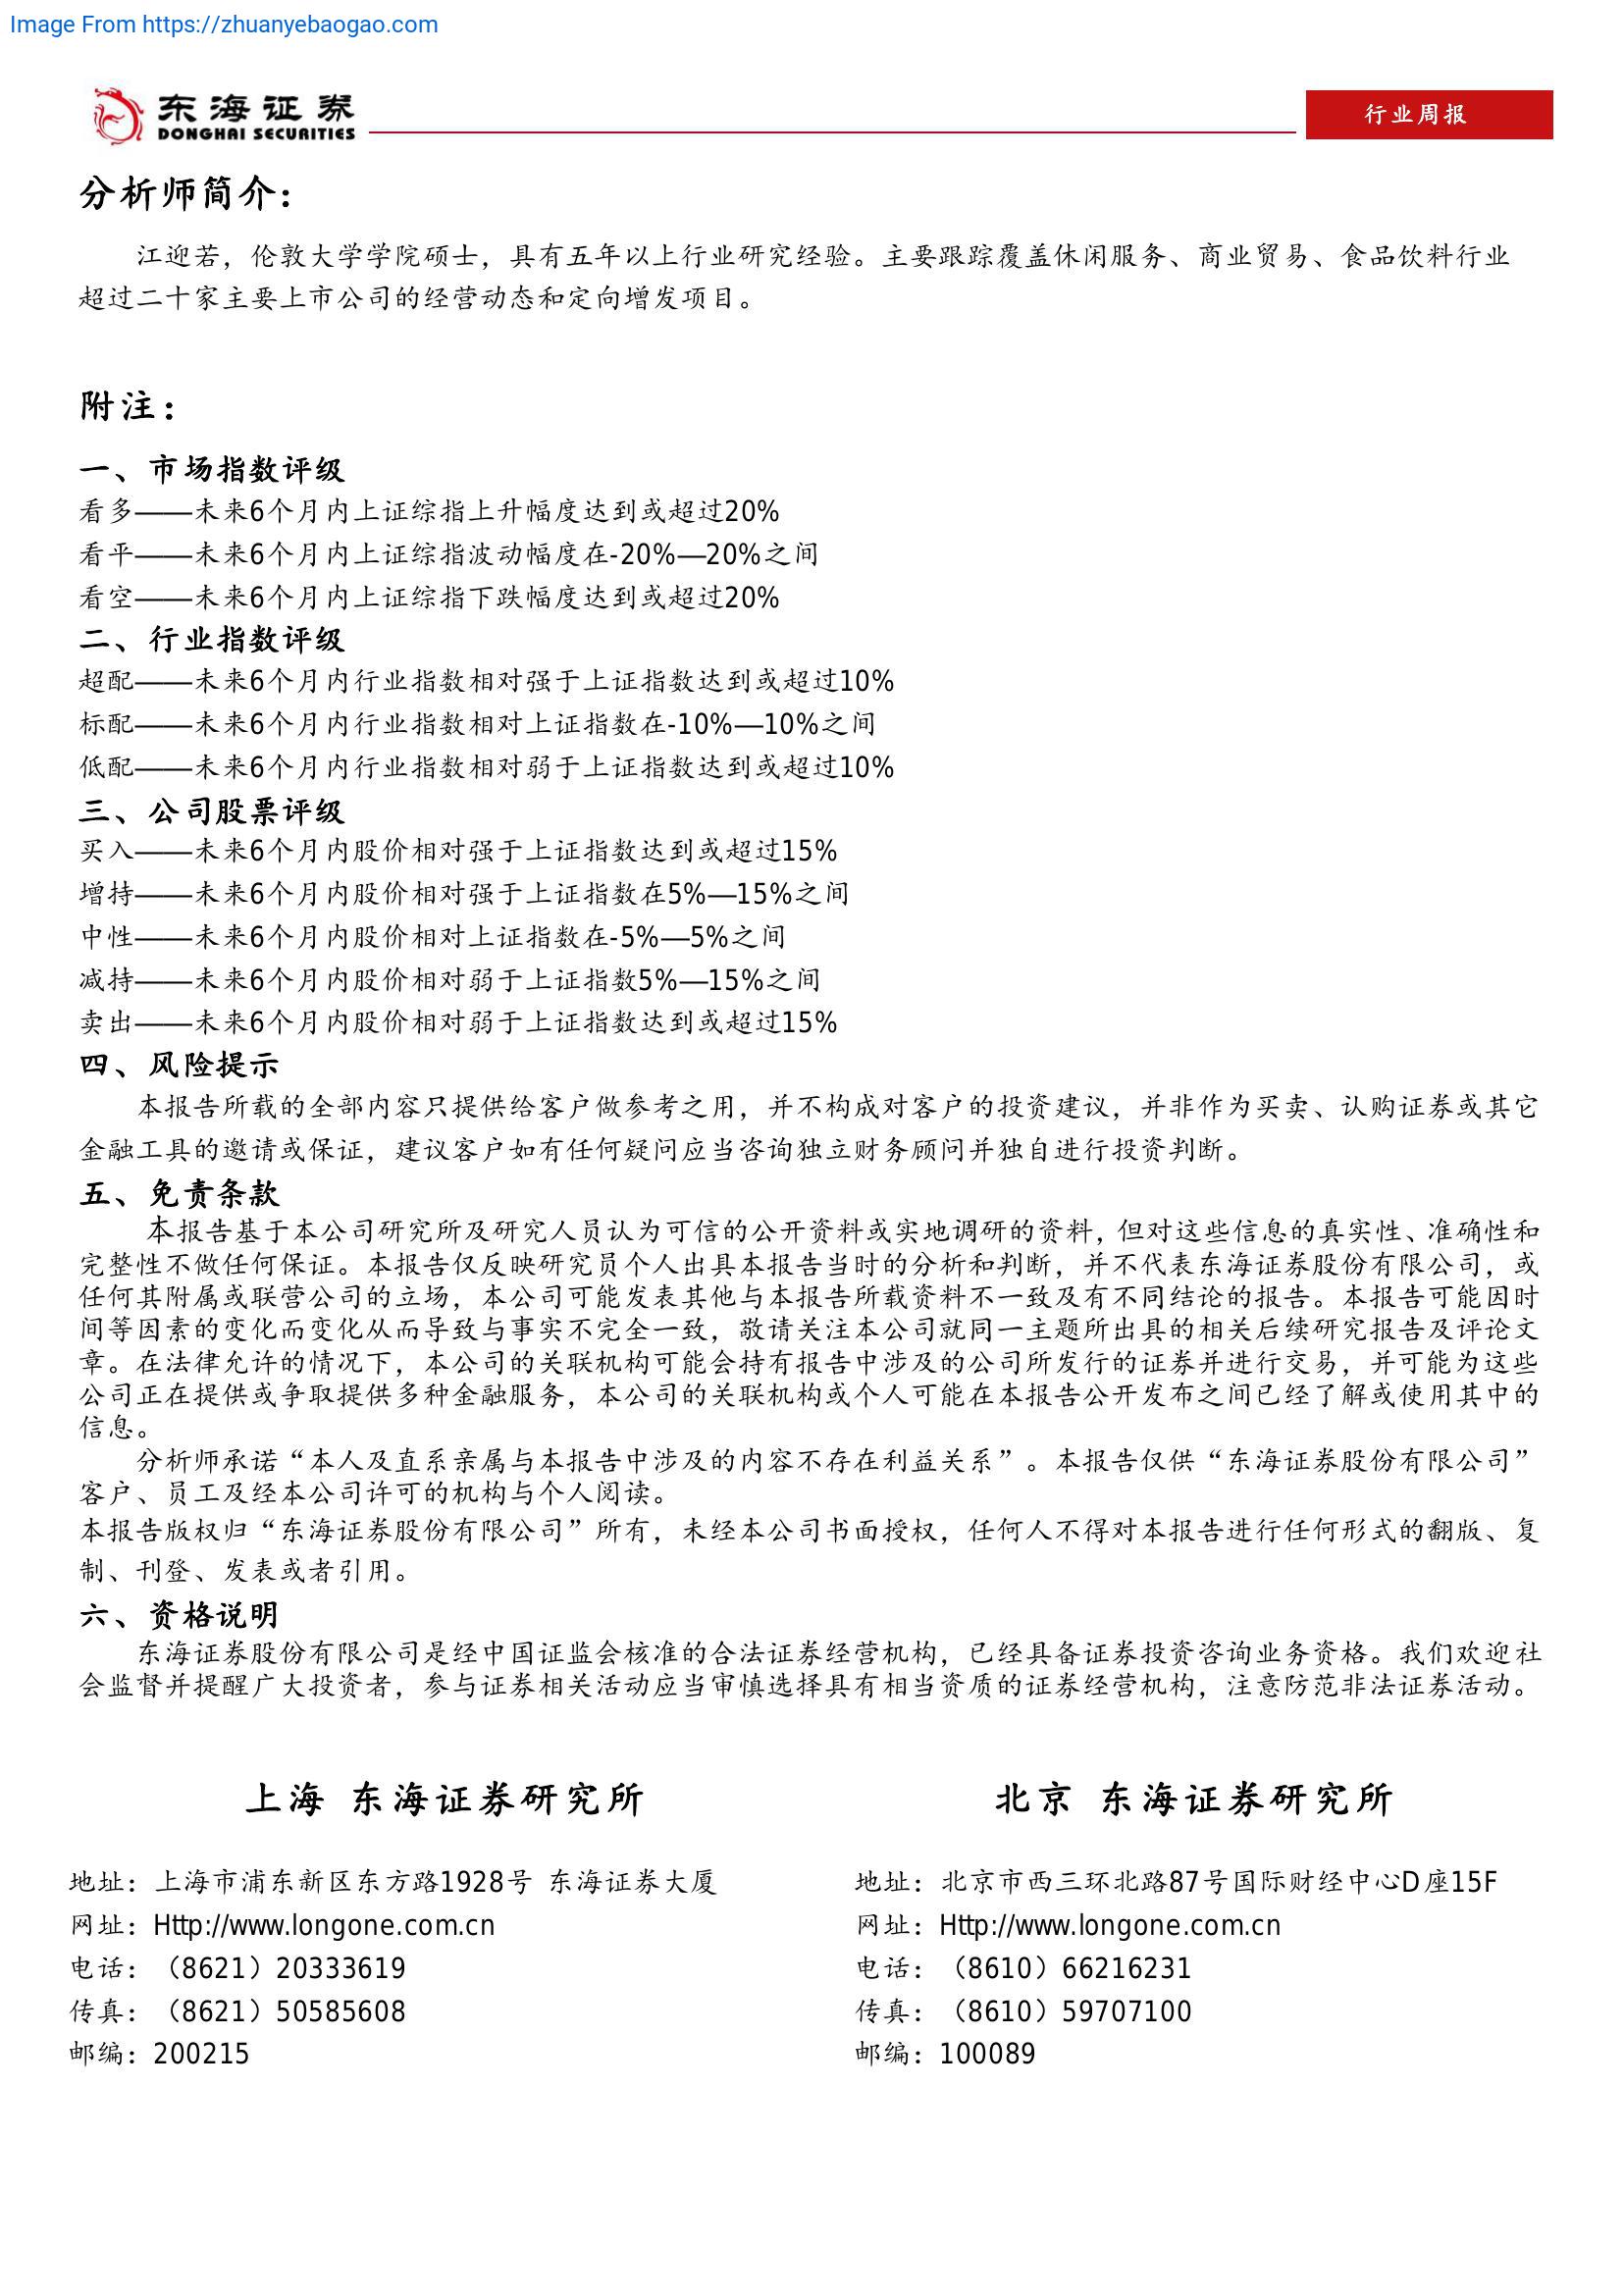 Image From https://zhuanyebaogao.com
东海证券
DONGHAI SECURITIES
行业周报
分析师简介：
江迎若，伦敦大学学院硕士，具有五年以上行业研究经验。主要跟踪覆盖休闲服务、商业贸易、食品饮料行业
超过二十家主要上市公司的经营动态和定向增发项目。
附注：
一、市场指数评级
看多——未来6个月内上证综指上升幅度达到或超过20%
看平——未来6个月内上证综指波动幅度在-20%—20%之间
看空——未来6个月内上证综指下跌幅度达到或超过20%
二、行业指数评级
超配——未来6个月内行业指数相对强于上证指数达到或超过10%
标配——未来6个月内行业指数相对上证指数在-10%—10%之间
低配——未来6个月内行业指数相对弱于上证指数达到或超过10%
三、公司股票评级
买入——未来6个月内股价相对强于上证指数达到或超过15%
增持——未来6个月内股价相对强于上证指数在5%—15%之间
中性——未来6个月内股价相对上证指数在-5%—5%之间
减持——未来6个月内股价相对弱于上证指数5%—15%之间
卖出——未来6个月内股价相对弱于上证指数达到或超过15%
四、风险提示
本报告所载的全部内容只提供给客户做参考之用，并不构成对客户的投资建议，并非作为买卖、认购证券或其它
金融工具的邀请或保证，建议客户如有任何疑问应当咨询独立财务顾问并独自进行投资判断。
五、免责条款
本报告基于本公司研究所及研究人员认为可信的公开资料或实地调研的资料，但对这些信息的真实性、准确性和
完整性不做任何保证。本报告仅反映研究员个人出具本报告当时的分析和判断，并不代表东海证券股份有限公司，或
任何其附属或联营公司的立场，本公司可能发表其他与本报告所载资料不一致及有不同结论的报告。本报告可能因时
间等因素的变化而变化从而导致与事实不完全一致，敬请关注本公司就同一主题所出具的相关后续研究报告及评论文
章。在法律允许的情况下，本公司的关联机构可能会持有报告中涉及的公司所发行的证券并进行交易，并可能为这些
公司正在提供或争取提供多种金融服务，本公司的关联机构或个人可能在本报告公开发布之间已经了解或使用其中的
信息。
分析师承诺“本人及直系亲属与本报告中涉及的内容不存在利益关系”。本报告仅供“东海证券股份有限公司”
客户、员工及经本公司许可的机构与个人阅读。
本报告版权归“东海证券股份有限公司”所有，未经本公司书面授权，任何人不得对本报告进行任何形式的翻版、复
制、刊登、发表或者引用。
六、资格说明
东海证券股份有限公司是经中国证监会核准的合法证券经营机构，已经具备证券投资咨询业务资格。我们欢迎社
会监督并提醒广大投资者，参与证券相关活动应当审慎选择具有相当资质的证券经营机构，注意防范非法证券活动。
上海 东海证券研究所
地址：上海市浦东新区东方路1928号 东海证券大厦
网址：Http://www.longone.com.cn
电话：（8621）20333619
传真：（8621）50585608
邮编：200215
北京 东海证券研究所
地址：北京市西三环北路87号国际财经中心D座15F
网址：Http://www.longone.com.cn
电话：（8610）66216231
传真：（8610）59707100
邮编：100089